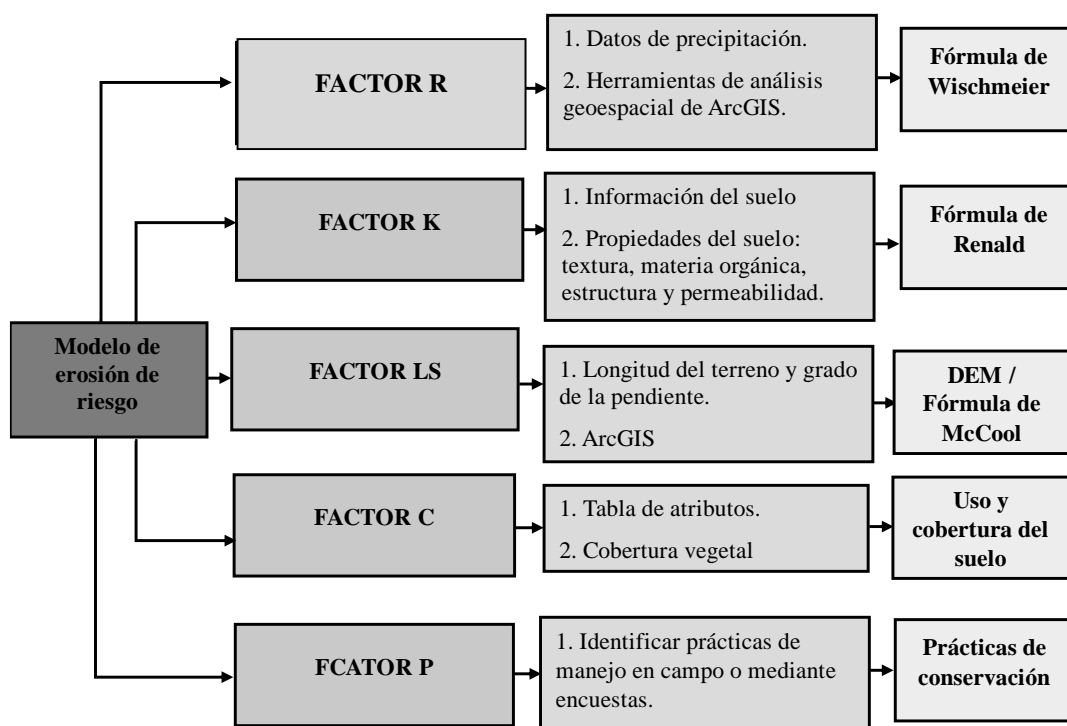 FACTOR R
1. Datos de precipitación.
2. Herramientas de análisis
geoespacial de ArcGIS.
Fórmula de
Wischmeier
FACTOR K
1. Información del suelo
2. Propiedades del suelo:
textura, materia orgánica,
estructura y permeabilidad.
Fórmula de
Renald
Modelo de
erosión de
riesgo
FACTOR LS
1. Longitud del terreno y grado
de la pendiente.
2. ArcGIS
DEM /
Fórmula de
McCool
FACTOR C
1. Tabla de atributos.
2. Cobertura vegetal
Uso y
cobertura del
suelo
FCATOR P
1. Identificar prácticas de
manejo en campo o mediante
encuestas.
Prácticas de
conservación